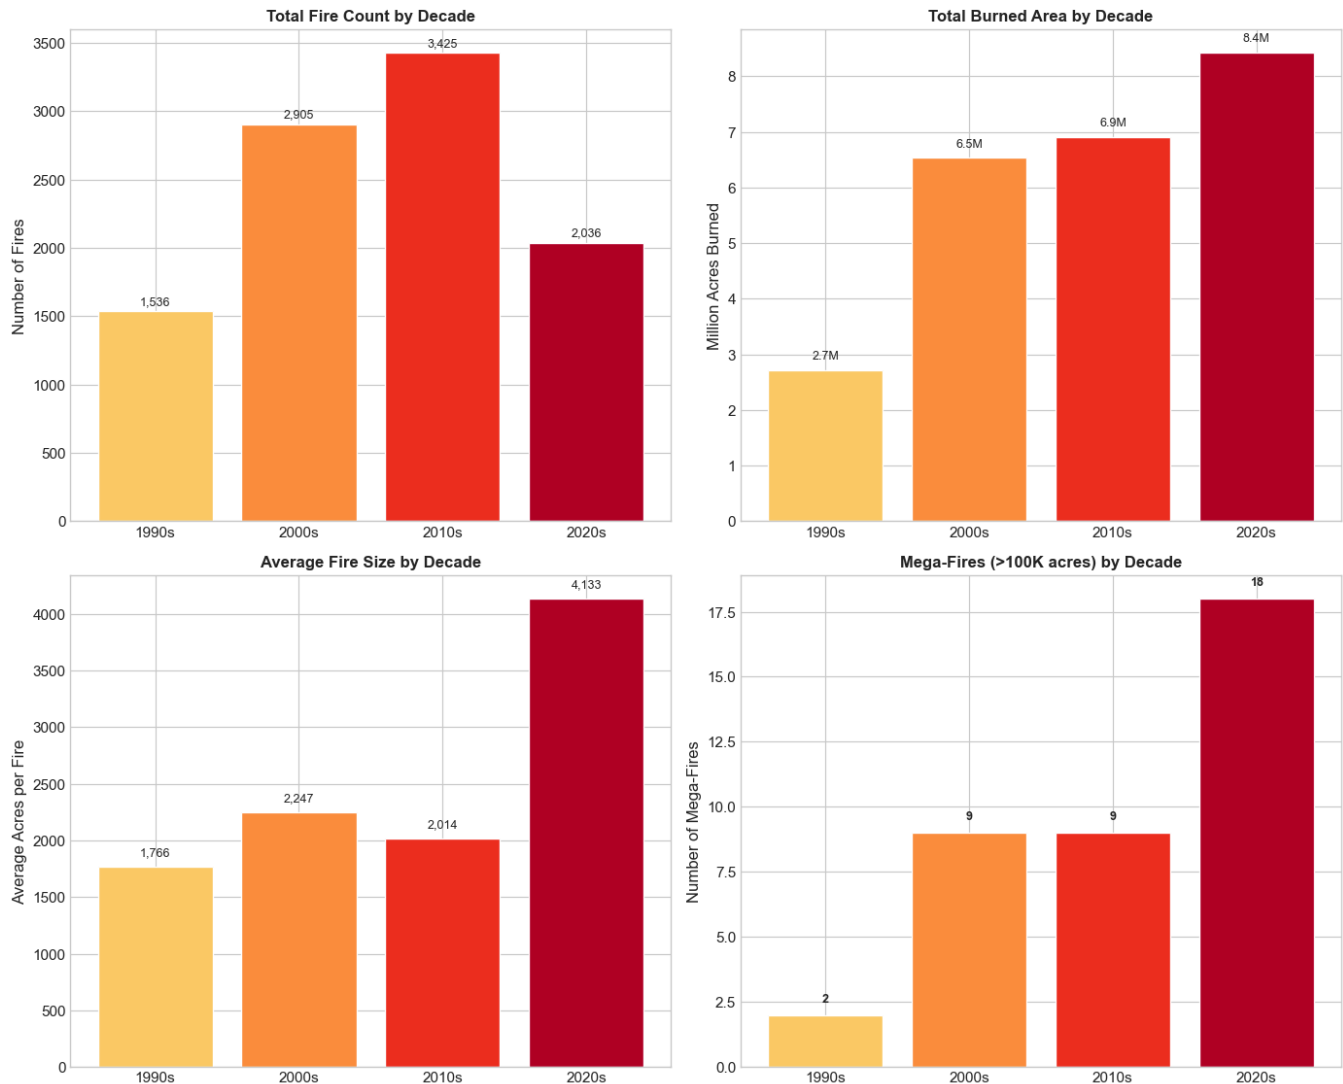 Total Fire Count by Decade
Number of Fires
3500
3000
2500
2000
1500
1000
500
0
1,536
2,905
3,425
2,036
1990s
2000s
2010s
2020s
Total Burned Area by Decade
Million Acres Burned
8
7
6
5
4
3
2
1
0
2.7M
6.5M
6.9M
8.4M
1990s
2000s
2010s
2020s
Average Fire Size by Decade
Average Acres per Fire
4000
3500
3000
2500
2000
1500
1000
500
0
1,766
2,247
2,014
4,133
1990s
2000s
2010s
2020s
Mega-Fires (>100K acres) by Decade
Number of Mega-Fires
17.5
15.0
12.5
10.0
7.5
5.0
2.5
0.0
2
9
9
18
1990s
2000s
2010s
2020s